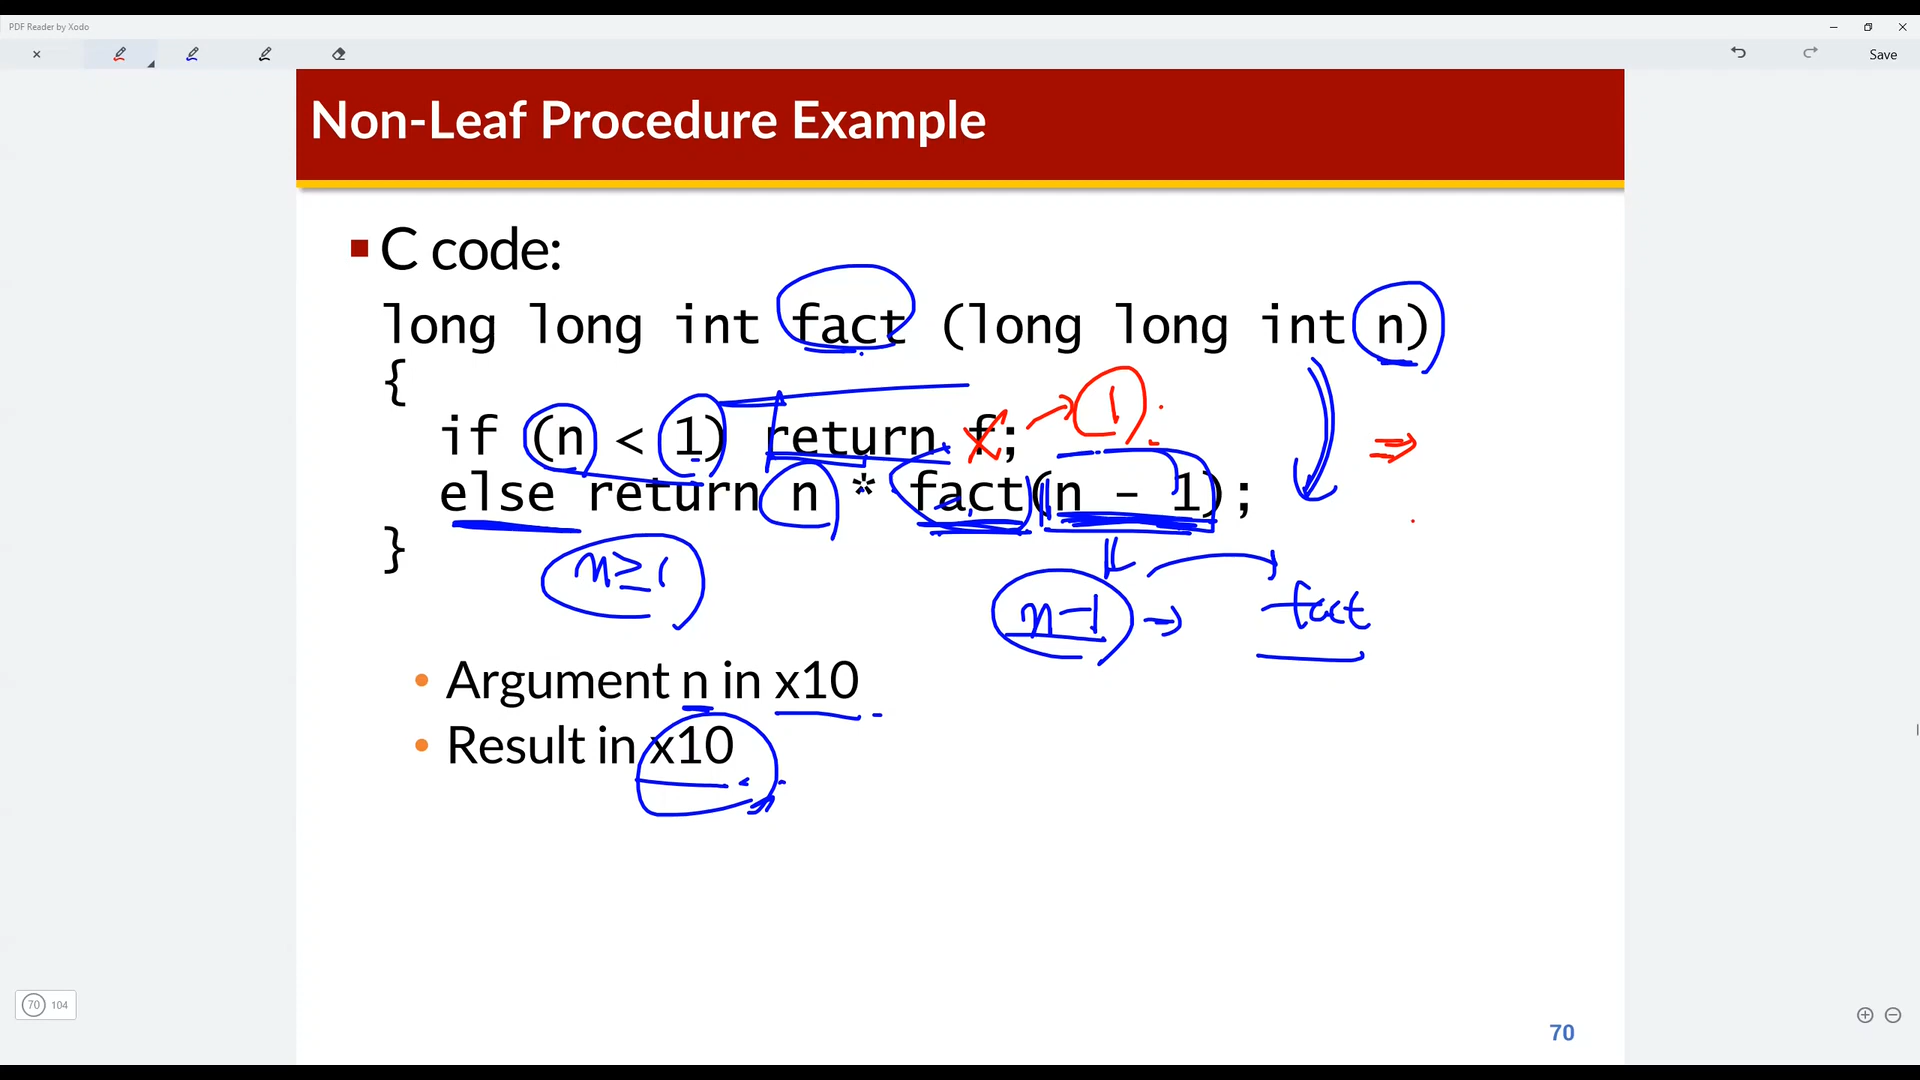 PDF Reader by Xodo
Save
Non-Leaf Procedure Example
C code:
long long int fact (long long int n)
{
if (n < 1) return f; 1
else return n * fact(n - 1);
}
n≥1
n-1 → fact
Argument n in x10
Result in x10
70 104
70